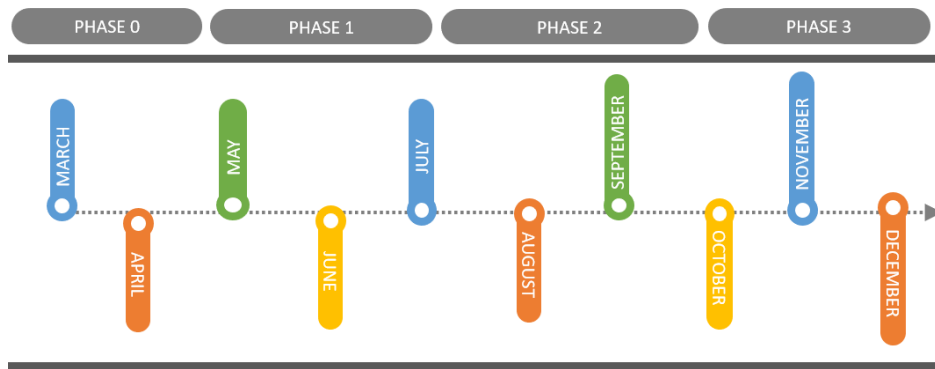 PHASE 0
PHASE 1
PHASE 2
PHASE 3
MARCH
APRIL
MAY
JUNE
JULY
AUGUST
SEPTEMBER
OCTOBER
NOVEMBER
DECEMBER